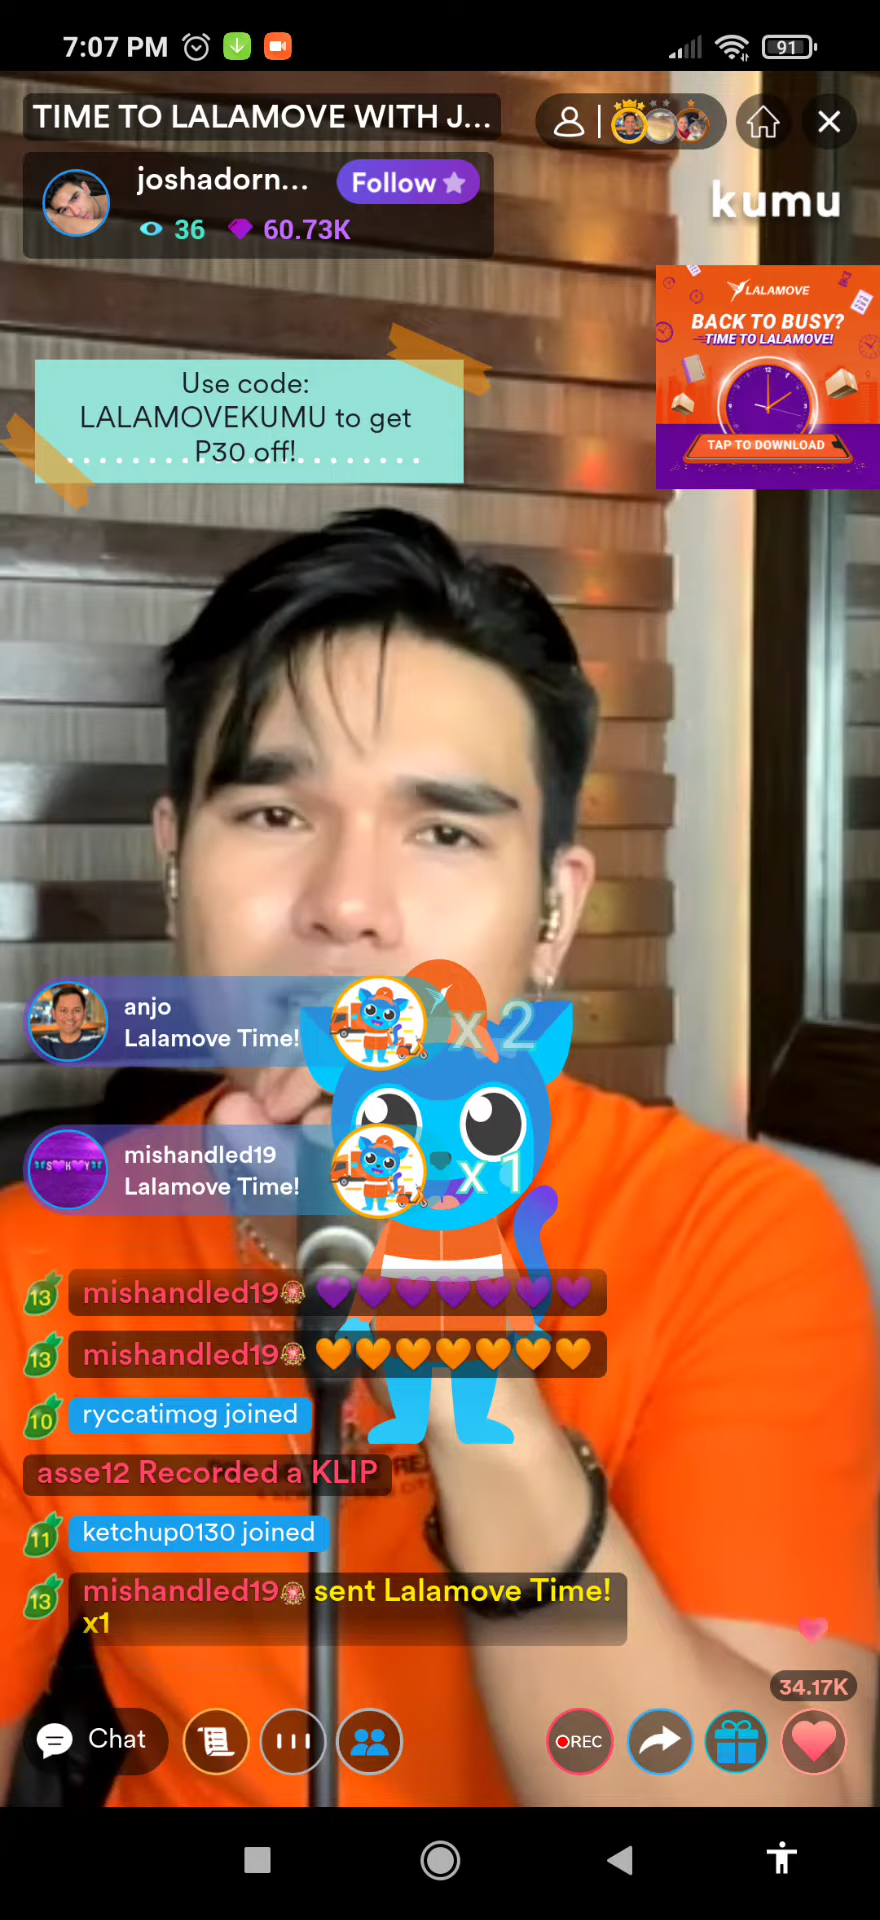 7:07 PM
91
TIME TO LALAMOVE WITH J...
joshadorn...
Follow
36
60.73K
kumu
LALAMOVE
BACK TO BUSY?
TIME TO LALAMOVE!
TAP TO DOWNLOAD
Use code:
LALAMOVEKUMU to get
P30 off!
anjo
Lalamove Time!
x 2
mishandled19
Lalamove Time!
x 1
13 mishandled19 💜💜💜💜💜💜💜
13 mishandled19 🧡🧡🧡🧡🧡🧡🧡
10 ryccatimog joined
asse12 Recorded a KLIP
11 ketchup0130 joined
13 mishandled19 sent Lalamove Time!
x1
34.17K
Chat
REC